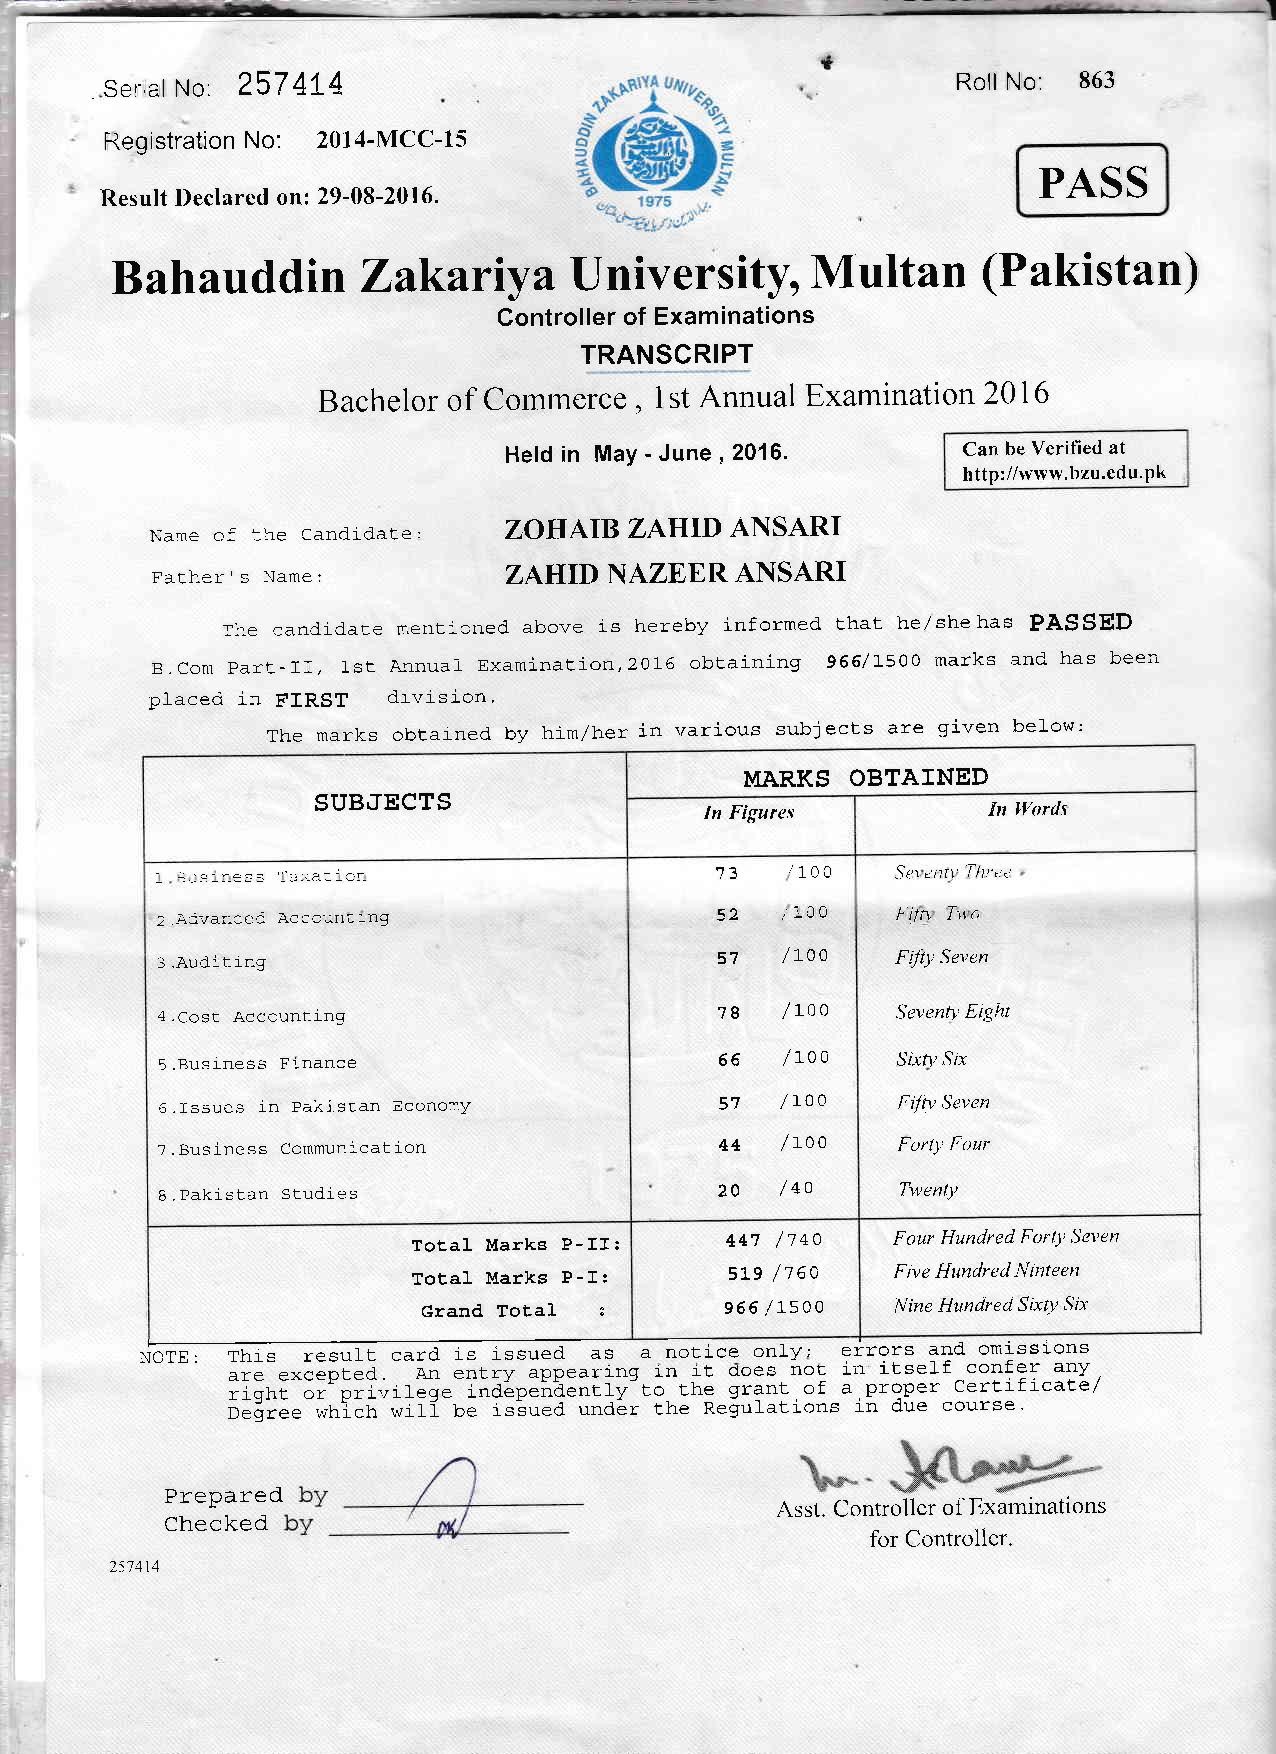 Serial No: 257414
Roll No: 863
BAHAUDDIN ZAKARIYA UNIVERSITY MULTAN
1975
Registration No: 2014-MCC-15
PASS
Result Declared on: 29-08-2016.
Bahauddin Zakariya University, Multan (Pakistan)
Controller of Examinations
TRANSCRIPT
Bachelor of Commerce , 1st Annual Examination 2016
Held in May - June , 2016.
Can be Verified at
http://www.bzu.edu.pk
Name of the Candidate: ZOHAIB ZAHID ANSARI
Father's Name: ZAHID NAZEER ANSARI
The candidate mentioned above is hereby informed that he/she has PASSED
B.Com Part-II, 1st Annual Examination,2016 obtaining 966/1500 marks and has been
placed in FIRST division.
The marks obtained by him/her in various subjects are given below:
SUBJECTS
MARKS OBTAINED
In Figures In Words
1.Business Taxation 73 /100 Seventy Three
2.Advanced Accounting 52 /100 Fifty Two
3.Auditing 57 /100 Fifty Seven
4.Cost Accounting 78 /100 Seventy Eight
5.Business Finance 66 /100 Sixty Six
6.Issues in Pakistan Economy 57 /100 Fifty Seven
7.Business Communication 44 /100 Forty Four
8.Pakistan Studies 20 /40 Twenty
Total Marks P-II: 447 /740 Four Hundred Forty Seven
Total Marks P-I: 519 /760 Five Hundred Ninteen
Grand Total : 966/1500 Nine Hundred Sixty Six
NOTE: This result card is issued as a notice only; errors and omissions
are excepted. An entry appearing in it does not in itself confer any
right or privilege independently to the grant of a proper Certificate/
Degree which will be issued under the Regulations in due course.
Prepared by
Checked by
Asst. Controller of Examinations
for Controller.
257414